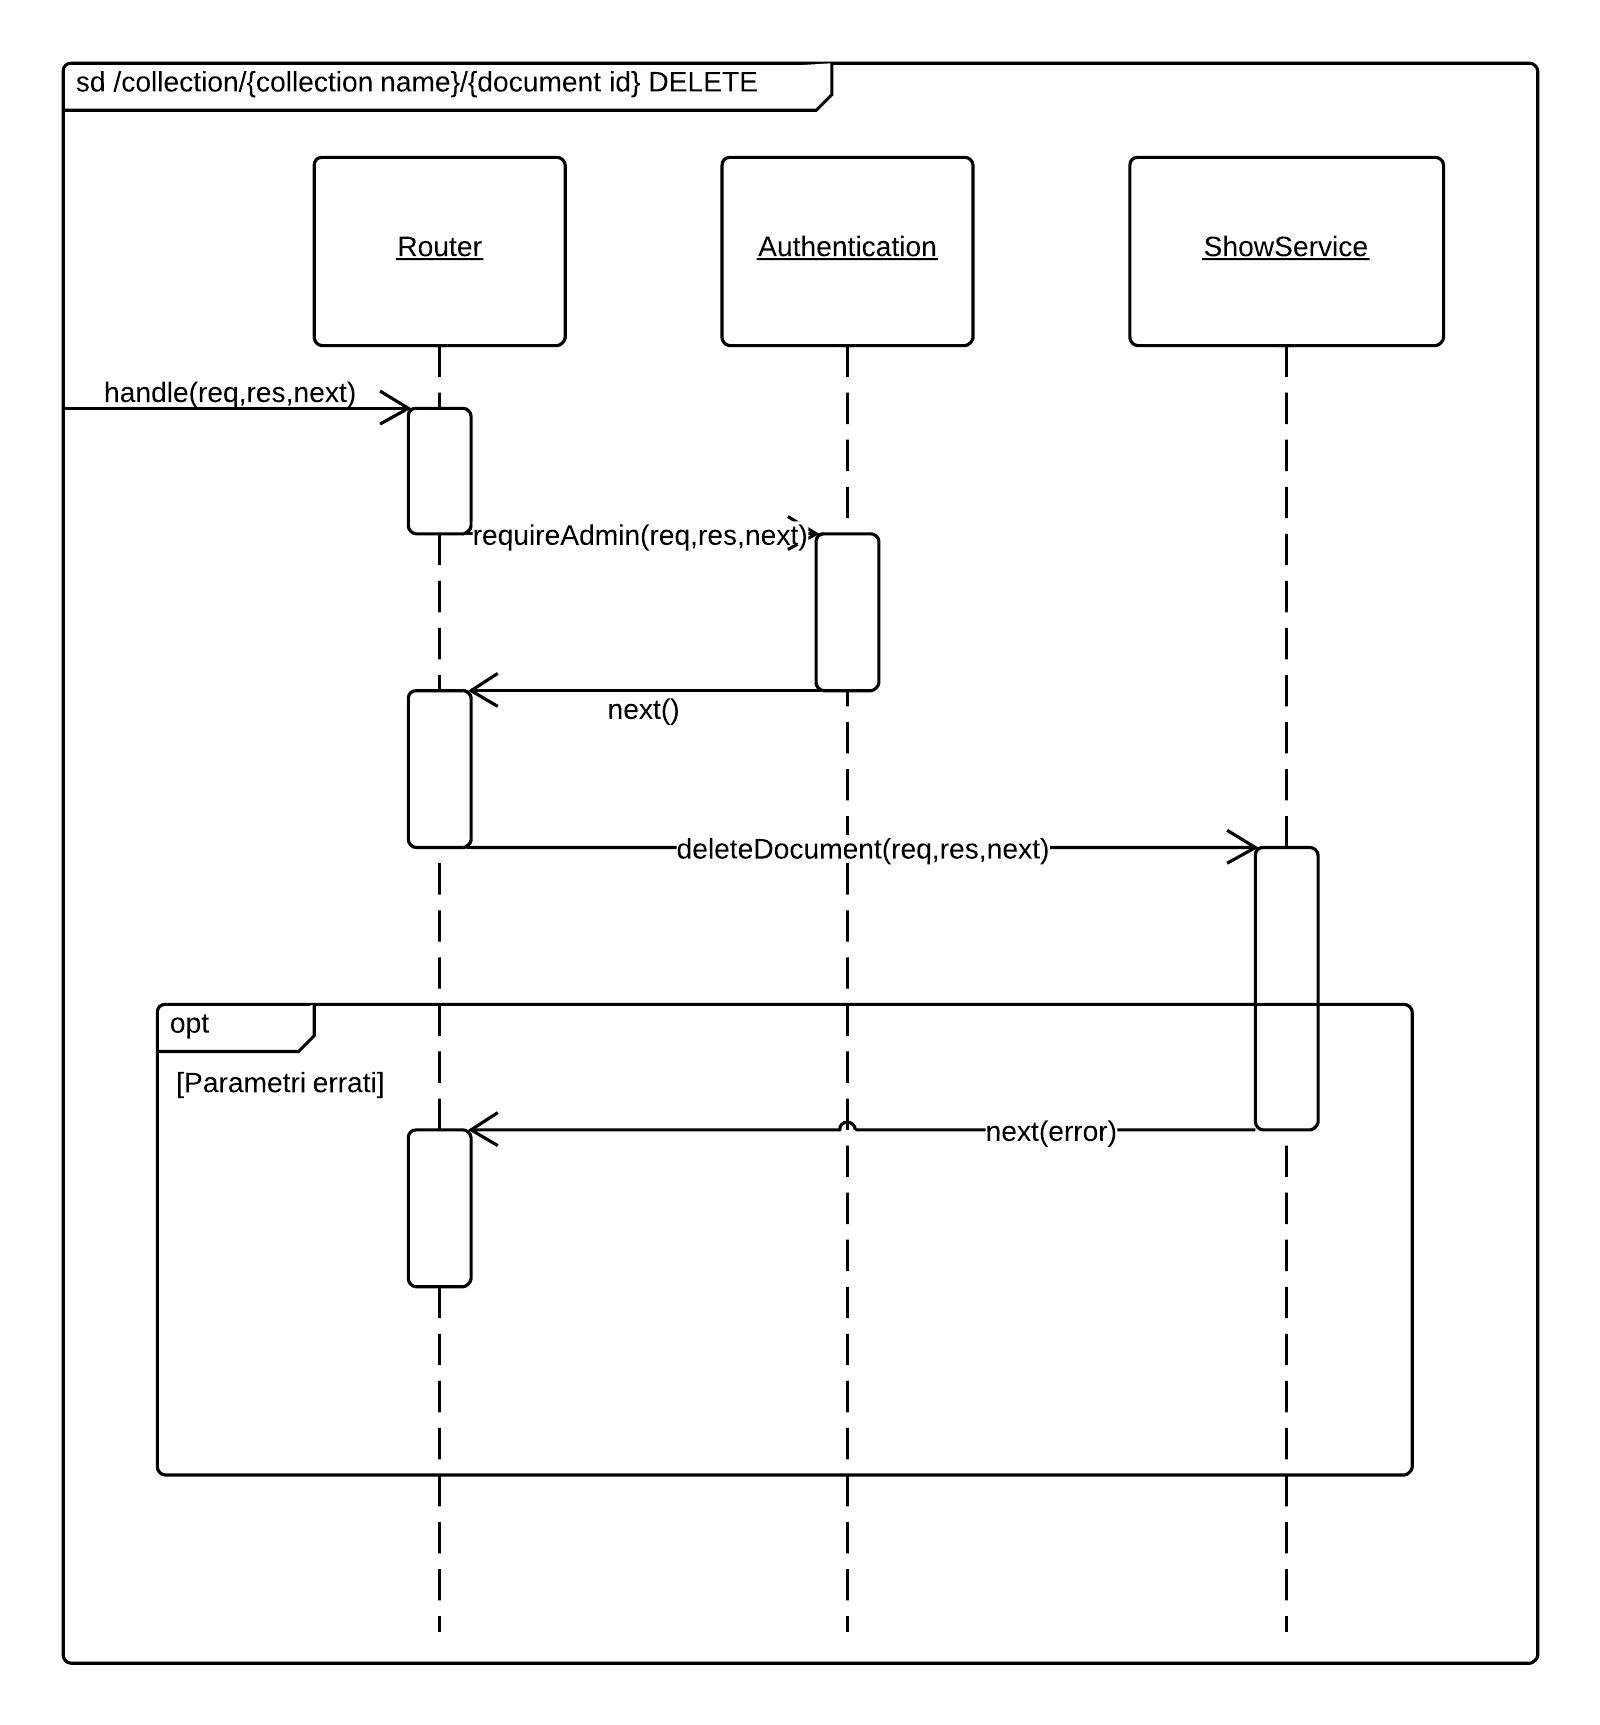 sd /collection/{collection name}/{document id} DELETE
Router
Authentication
ShowService
handle(req,res,next)
requireAdmin(req,res,next)
next()
deleteDocument(req,res,next)
opt
[Parametri errati]
next(error)